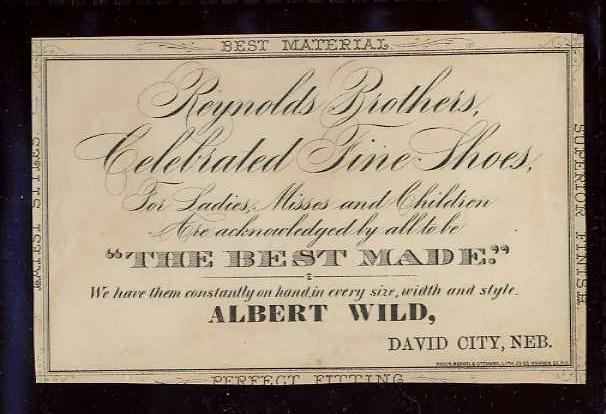 BEST MATERIAL
Reynolds Brothers,
Celebrated Fine Shoes,
For Ladies, Misses and Children
Are acknowledged by all to be
"THE BEST MADE."
We have them constantly on hand, in every size, width and style.
ALBERT WILD,
DAVID CITY, NEB.
LATEST STYLES
SUPERIOR FINISH
PERFECT FITTING